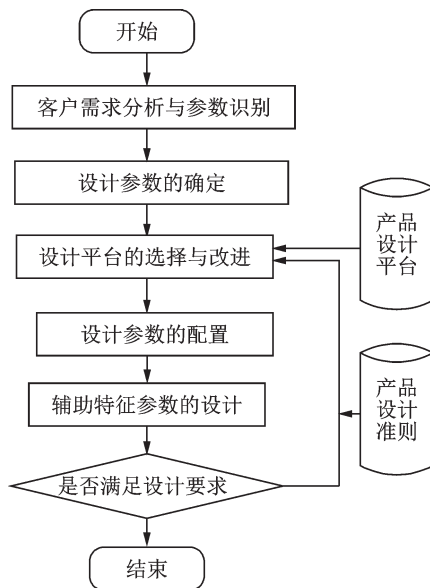 开始
客户需求分析与参数识别
设计参数的确定
设计平台的选择与改进
产品
设计
平台
设计参数的配置
辅助特征参数的设计
产品
设计
准则
是否满足设计要求
结束